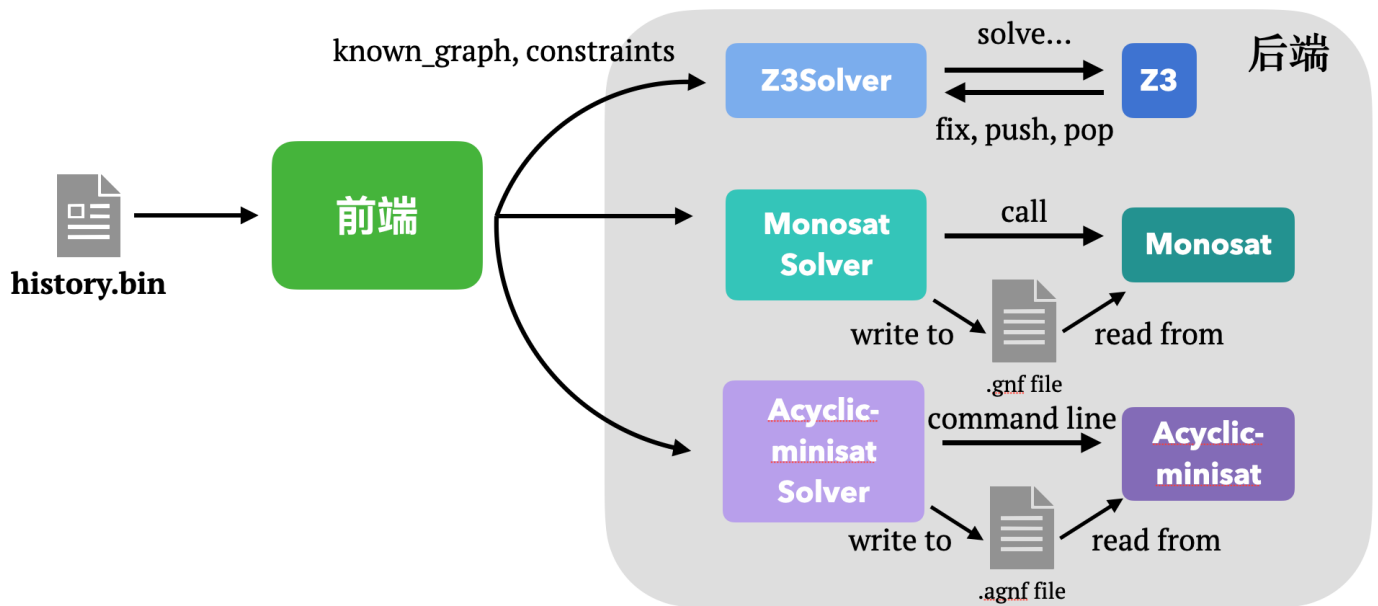 known_graph, constraints
Z3Solver
solve...
Z3
后端
fix, push, pop
前端
history.bin
Monosat
Solver
call
Monosat
write to
read from
.gnf file
Acyclic-
minisat
Solver
command line
Acyclic-
minisat
write to
read from
.agnf file